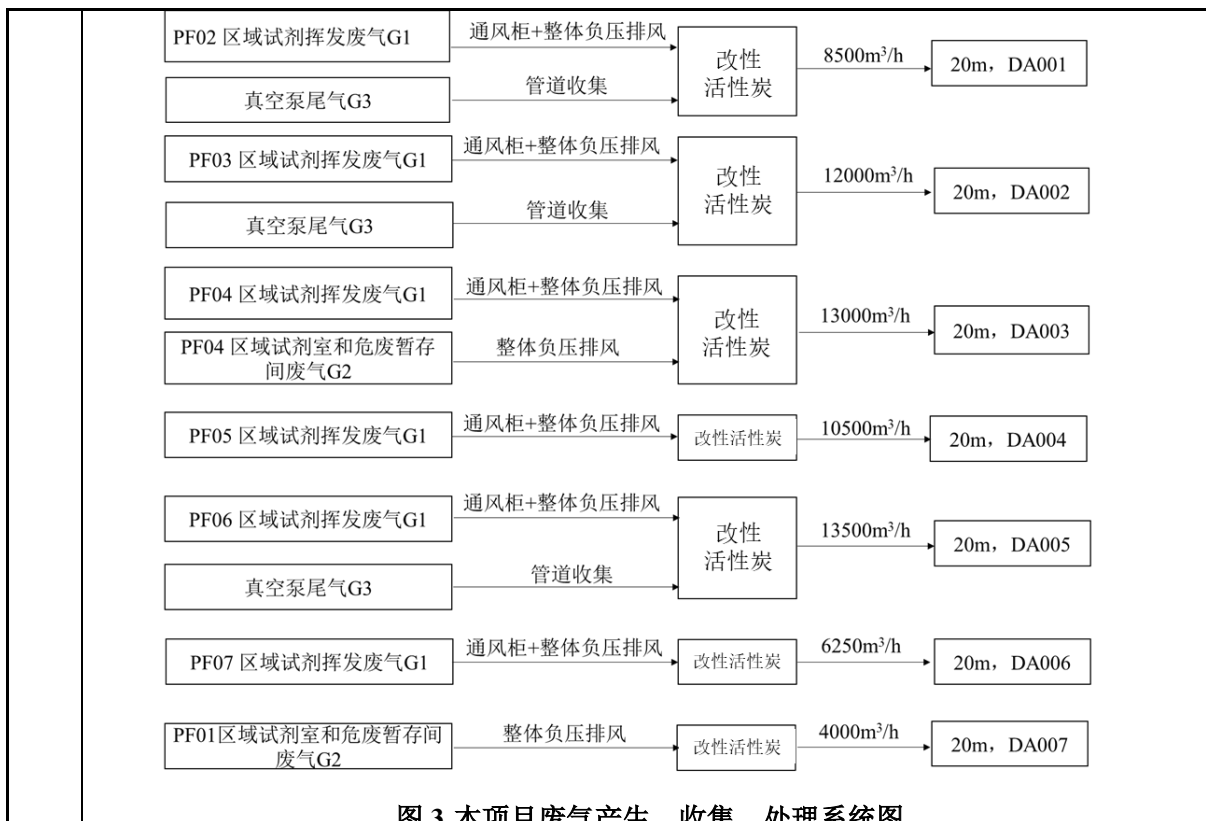 PF02 区域试剂挥发废气G1
通风柜+整体负压排风
真空泵尾气G3
管道收集
改性
活性炭
8500m³/h
20m，DA001
PF03 区域试剂挥发废气G1
通风柜+整体负压排风
真空泵尾气G3
管道收集
改性
活性炭
12000m³/h
20m，DA002
PF04 区域试剂挥发废气G1
通风柜+整体负压排风
PF04 区域试剂室和危废暂存
间废气G2
整体负压排风
改性
活性炭
13000m³/h
20m，DA003
PF05 区域试剂挥发废气G1
通风柜+整体负压排风
改性活性炭
10500m³/h
20m，DA004
PF06 区域试剂挥发废气G1
通风柜+整体负压排风
真空泵尾气G3
管道收集
改性
活性炭
13500m³/h
20m，DA005
PF07 区域试剂挥发废气G1
通风柜+整体负压排风
改性活性炭
6250m³/h
20m，DA006
PF01区域试剂室和危废暂存间
废气G2
整体负压排风
改性活性炭
4000m³/h
20m，DA007
图 3 本项目废气产生、收集、处理系统图